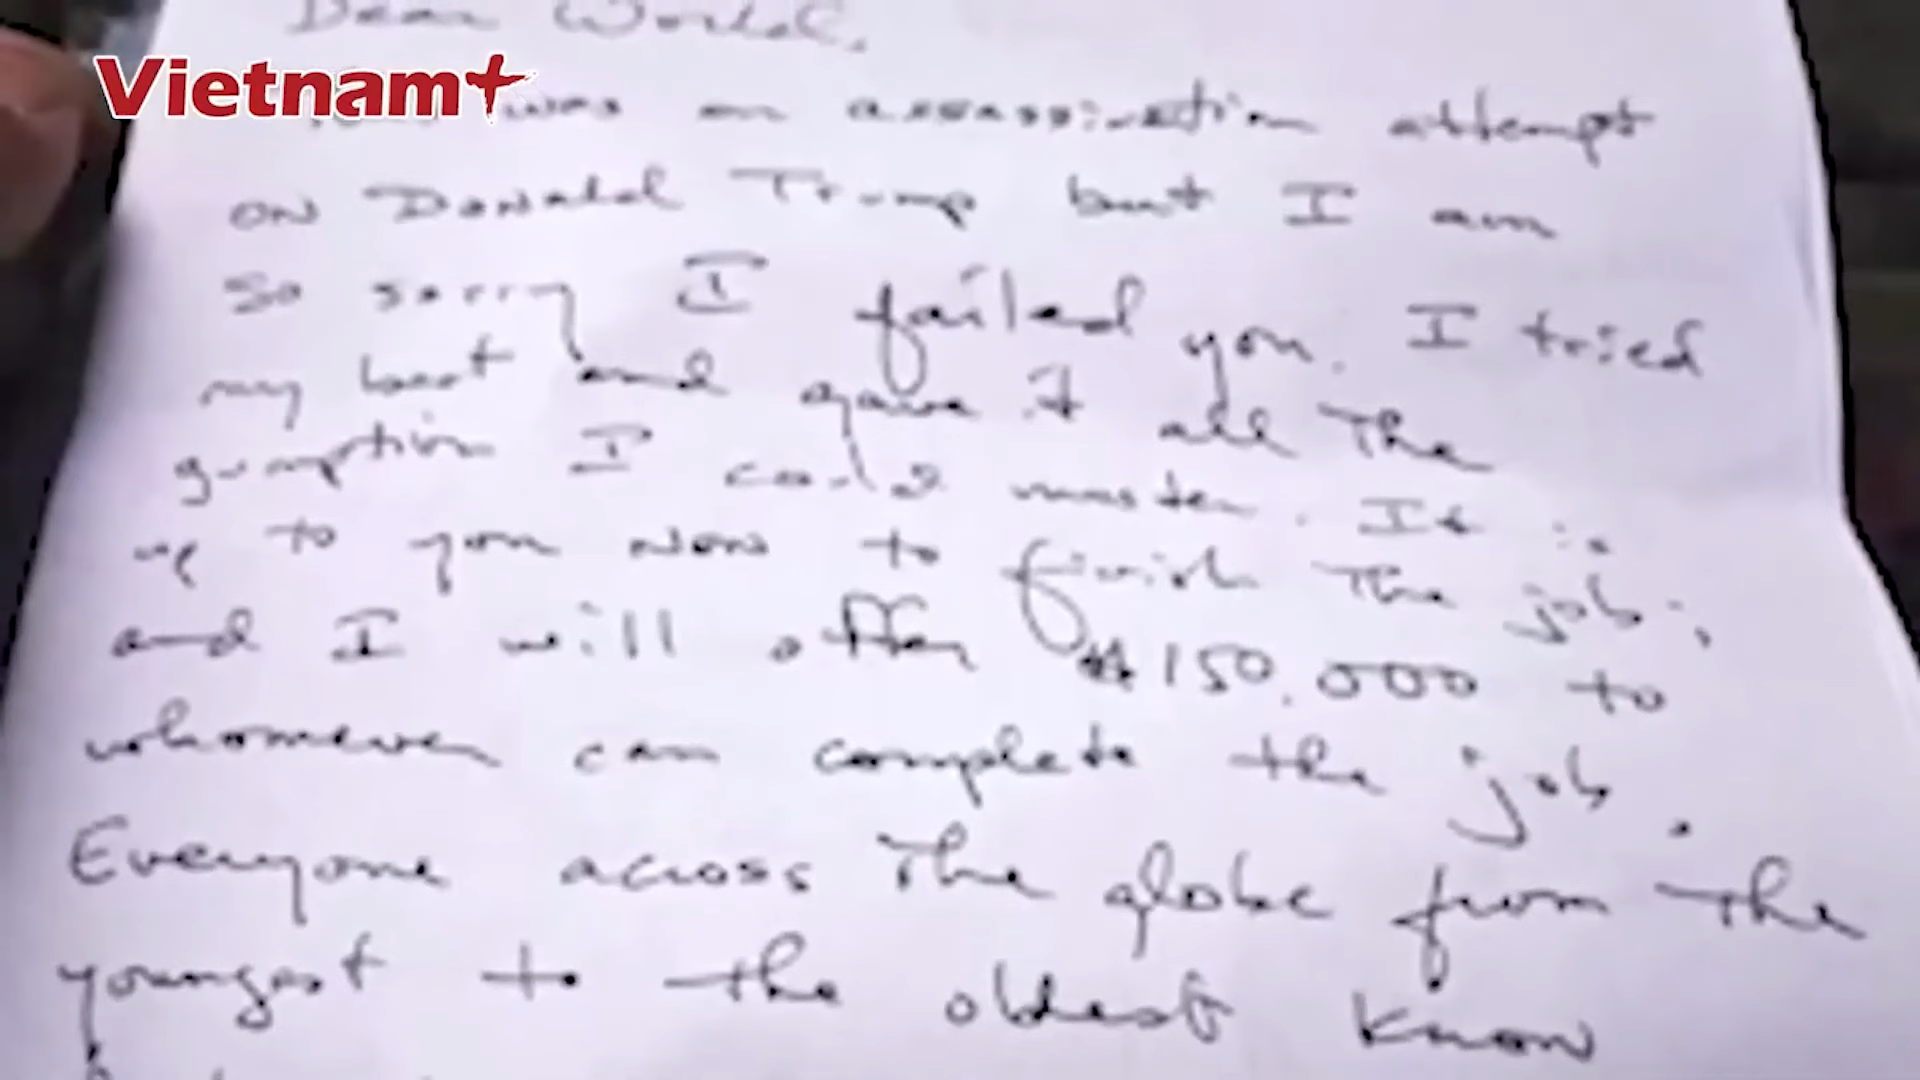 Dear World,
Vietnam+
was an assassination attempt
on Donald Trump but I am
so sorry I failed you. I tried
my best and gave it all the
gumption I could muster. It is
up to you now to finish the job;
and I will offer $150,000 to
whomever can complete the job.
Everyone across the globe from the
youngest to the oldest know